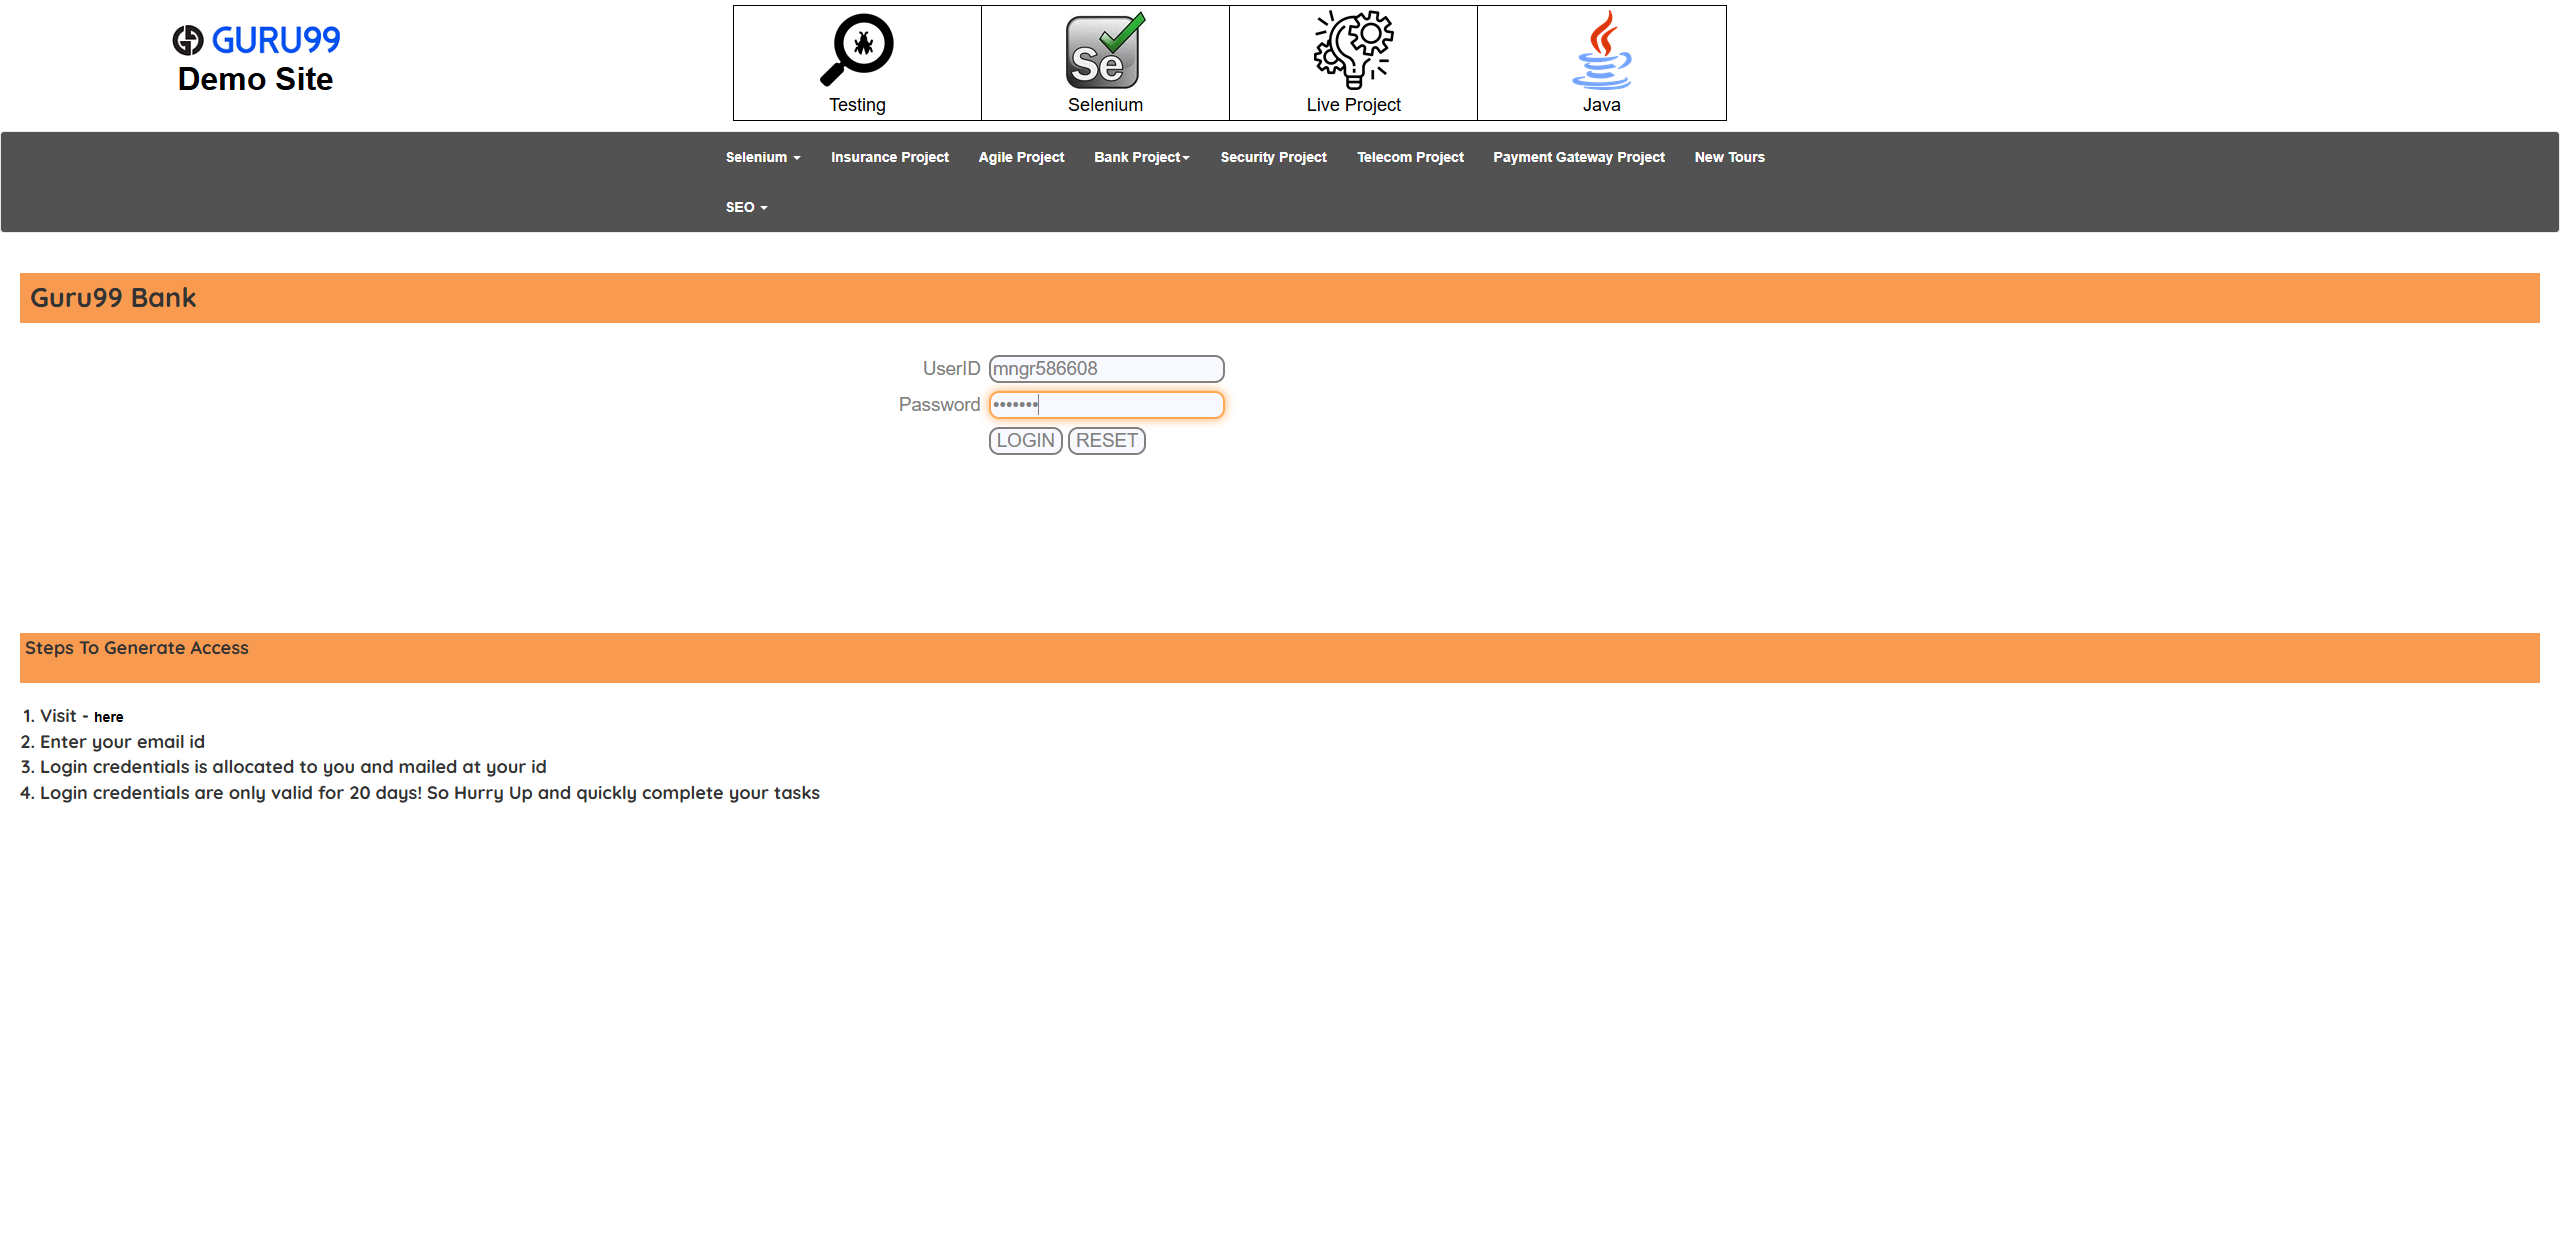 GURU99
Demo Site
Se
Testing
Selenium
Live Project
Java
Selenium
Insurance Project
Agile Project
Bank Project
Security Project
Telecom Project
Payment Gateway Project
New Tours
SEO
Guru99 Bank
UserID mngr586608
Password •••••••
LOGIN RESET
Steps To Generate Access
1. Visit - here
2. Enter your email id
3. Login credentials is allocated to you and mailed at your id
4. Login credentials are only valid for 20 days! So Hurry Up and quickly complete your tasks